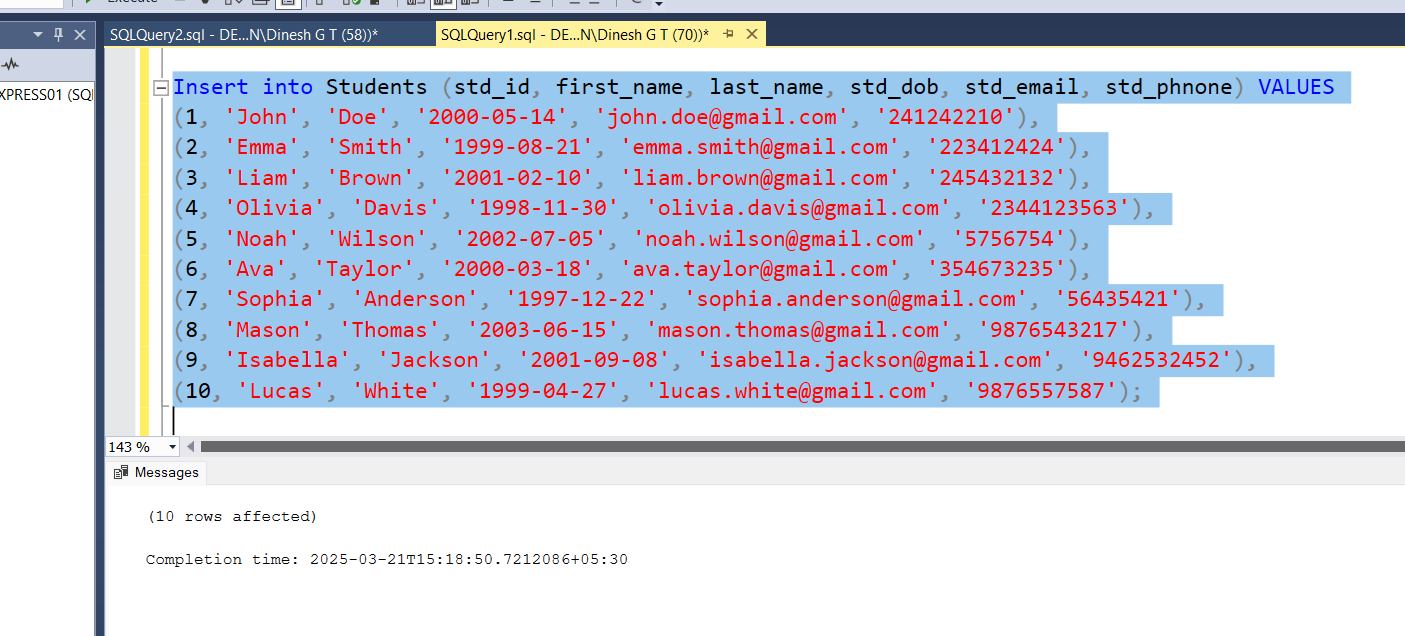 Execute
SQLQuery2.sql - DE...N\Dinesh G T (58))*
SQLQuery1.sql - DE...N\Dinesh G T (70))*
XPRESS01 (SQL
Insert into Students (std_id, first_name, last_name, std_dob, std_email, std_phnone) VALUES
(1, 'John', 'Doe', '2000-05-14', 'john.doe@gmail.com', '241242210'),
(2, 'Emma', 'Smith', '1999-08-21', 'emma.smith@gmail.com', '223412424'),
(3, 'Liam', 'Brown', '2001-02-10', 'liam.brown@gmail.com', '245432132'),
(4, 'Olivia', 'Davis', '1998-11-30', 'olivia.davis@gmail.com', '2344123563'),
(5, 'Noah', 'Wilson', '2002-07-05', 'noah.wilson@gmail.com', '5756754'),
(6, 'Ava', 'Taylor', '2000-03-18', 'ava.taylor@gmail.com', '354673235'),
(7, 'Sophia', 'Anderson', '1997-12-22', 'sophia.anderson@gmail.com', '56435421'),
(8, 'Mason', 'Thomas', '2003-06-15', 'mason.thomas@gmail.com', '9876543217'),
(9, 'Isabella', 'Jackson', '2001-09-08', 'isabella.jackson@gmail.com', '9462532452'),
(10, 'Lucas', 'White', '1999-04-27', 'lucas.white@gmail.com', '9876557587');
143 %
Messages
(10 rows affected)
Completion time: 2025-03-21T15:18:50.7212086+05:30